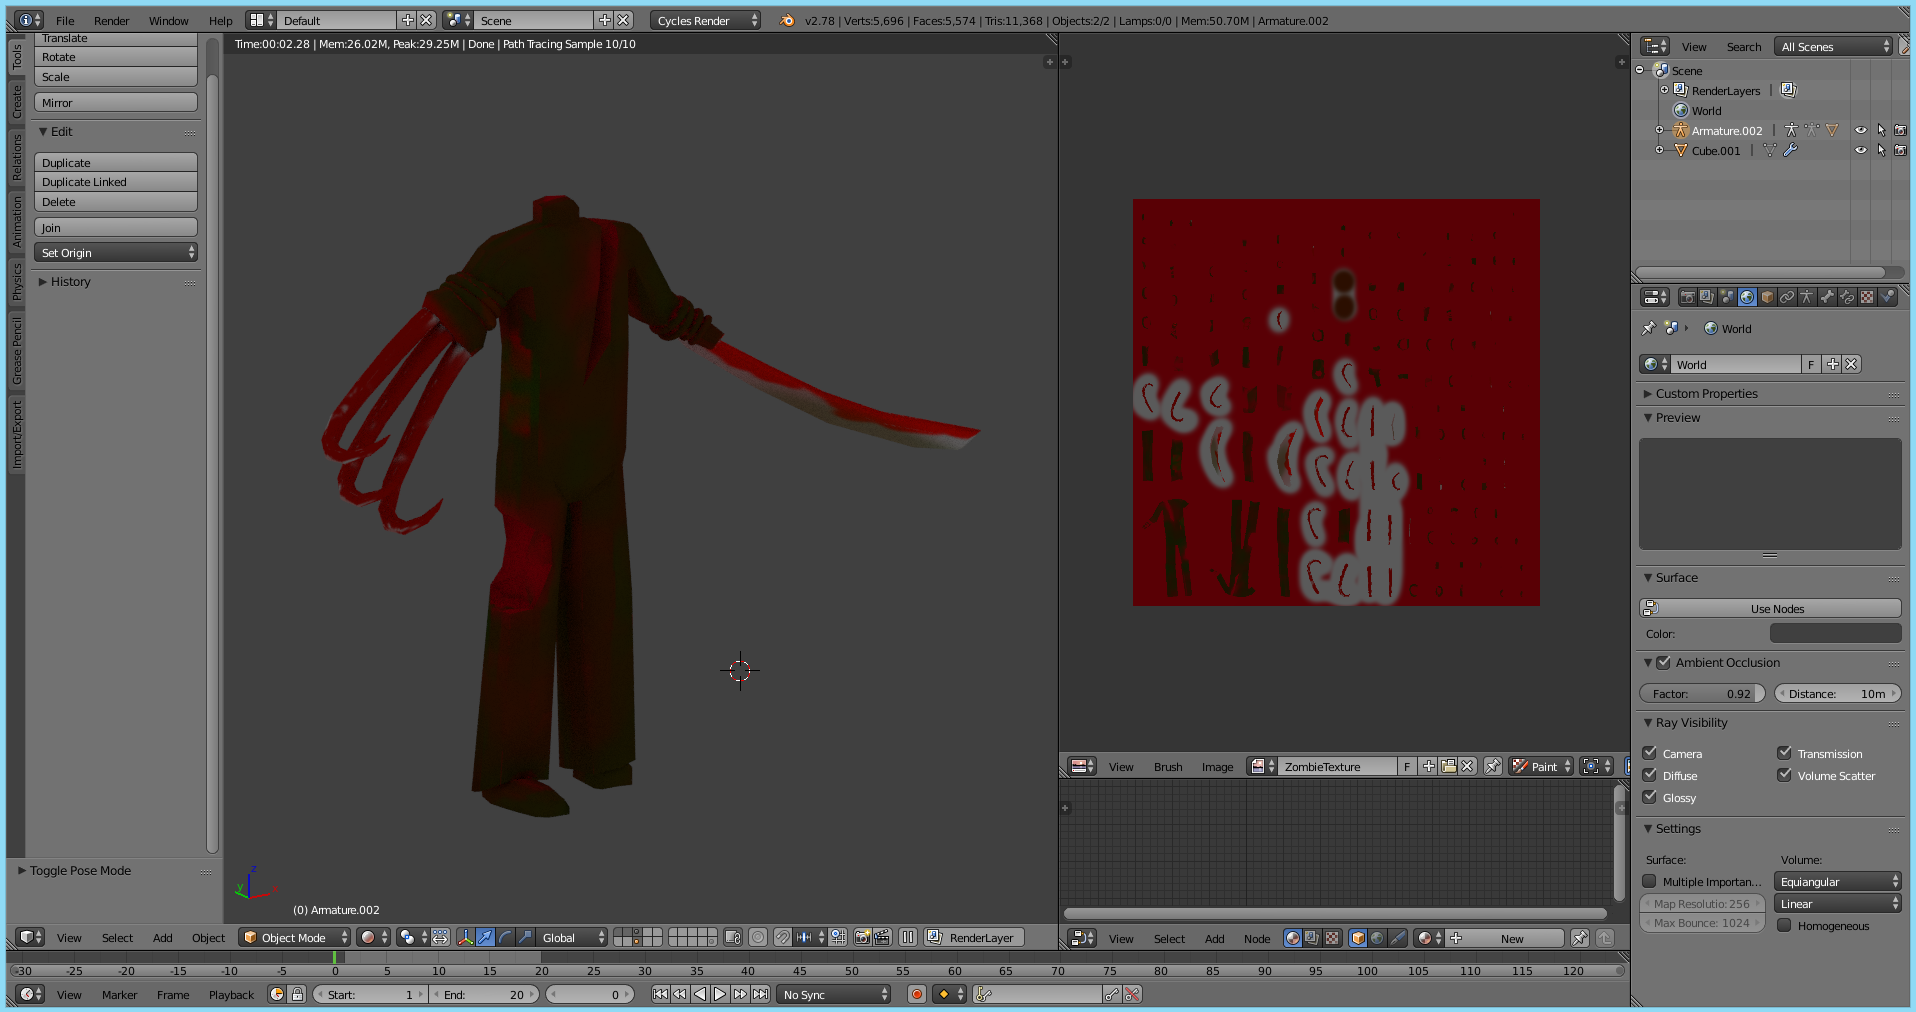 File Render Window Help Default Scene Cycles Render v2.78 | Verts:5,696 | Faces:5,574 | Tris:11,368 | Objects:2/2 | Lamps:0/0 | Mem:50.70M | Armature.002
Time:00:02.28 | Mem:26.02M, Peak:29.25M | Done | Path Tracing Sample 10/10
Tools
Create
Relations
Animation
Physics
Grease Pencil
Import/Export
Translate
Rotate
Scale
Mirror
Edit
Duplicate
Duplicate Linked
Delete
Join
Set Origin
History
Toggle Pose Mode
z
y
x
(0) Armature.002
View Select Add Object Object Mode Global RenderLayer
View Brush Image ZombieTexture F Paint
View Select Add Node New
View Search All Scenes
Scene
RenderLayers |
World
Armature.002 |
Cube.001 |
World
World F
Custom Properties
Preview
Surface
Use Nodes
Color:
Ambient Occlusion
Factor: 0.92 Distance: 10m
Ray Visibility
Camera Transmission
Diffuse Volume Scatter
Glossy
Settings
Surface: Volume:
Multiple Importan... Equiangular
Map Resolutio: 256 Linear
Max Bounce: 1024 Homogeneous
-30 -25 -20 -15 -10 -5 0 5 10 15 20 25 30 35 40 45 50 55 60 65 70 75 80 85 90 95 100 105 110 115 120
View Marker Frame Playback Start: 1 End: 20 0 No Sync